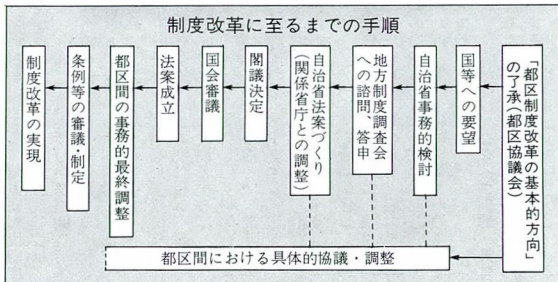 制度改革に至るまでの手順
「都区制度改革の基本的方向」
の了承(都区協議会)
国等への要望
自治省事務的検討
地方制度調査会
への諮問、答申
自治省法案づくり
(関係省庁との調整)
閣議決定
国会審議
法案成立
都区間の事務的最終調整
条例等の審議・制定
制度改革の実現
都区間における具体的協議・調整